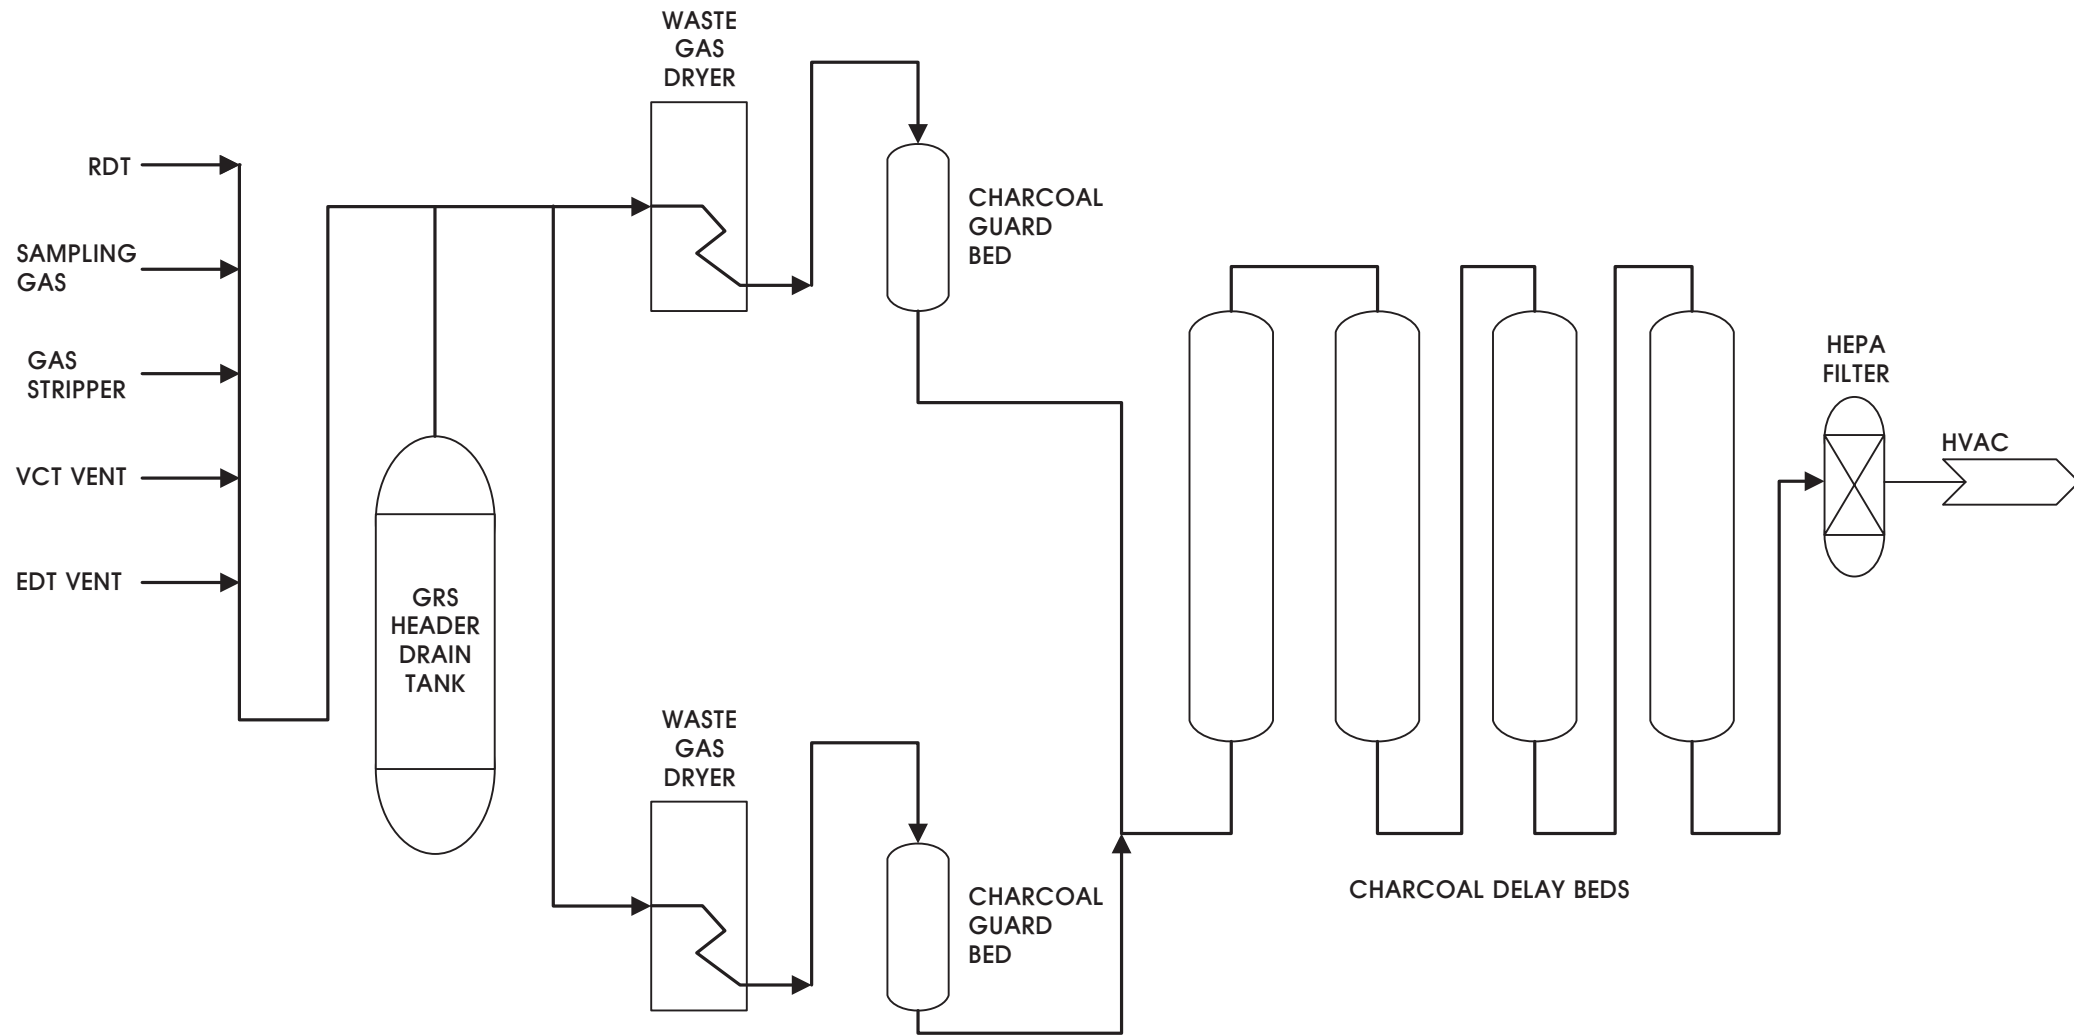 WASTE
GAS
DRYER
RDT
SAMPLING
GAS
GAS
STRIPPER
VCT VENT
EDT VENT
CHARCOAL
GUARD
BED
GRS
HEADER
DRAIN
TANK
WASTE
GAS
DRYER
CHARCOAL
GUARD
BED
CHARCOAL DELAY BEDS
HEPA
FILTER
HVAC